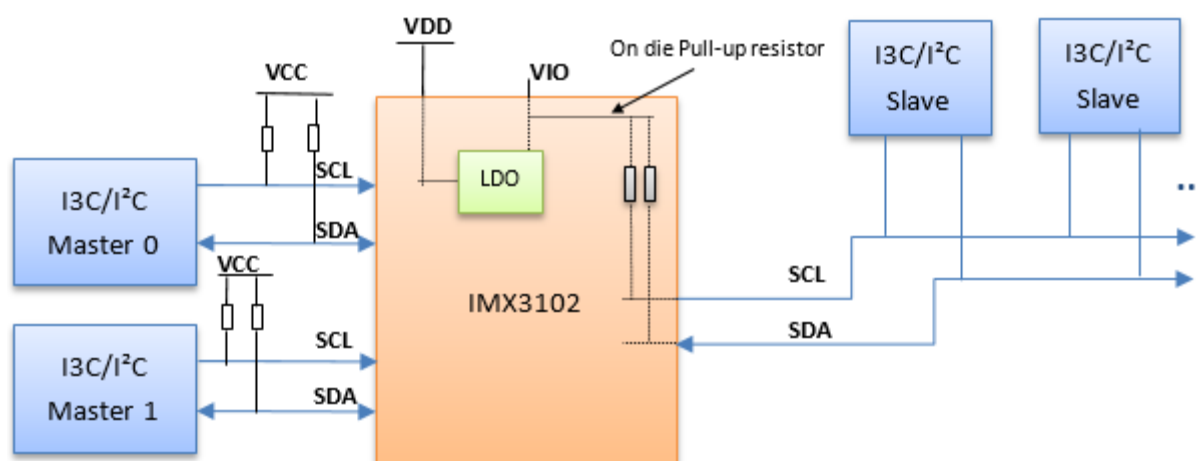 VDD
On die Pull-up resistor
VCC
VIO
I3C/I²C
Slave
I3C/I²C
Slave
LDO
SCL
I3C/I²C
Master 0
SDA
..
VCC
SCL
IMX3102
SDA
I3C/I²C
Master 1
SCL
SDA